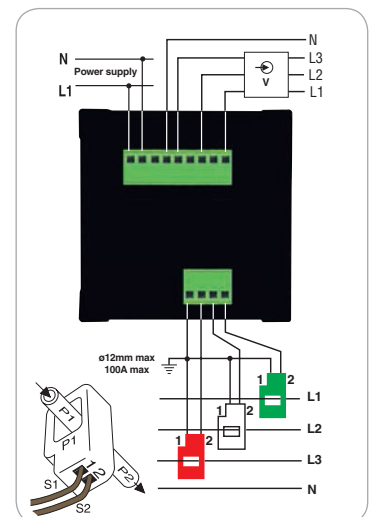 N
N
L3
Power supply
L2
V
L1
L1
ø12mm max
100A max
1 2
L1
1 2
L2
1 2
L3
N
P1
P1
1
2
P2
S1
S2